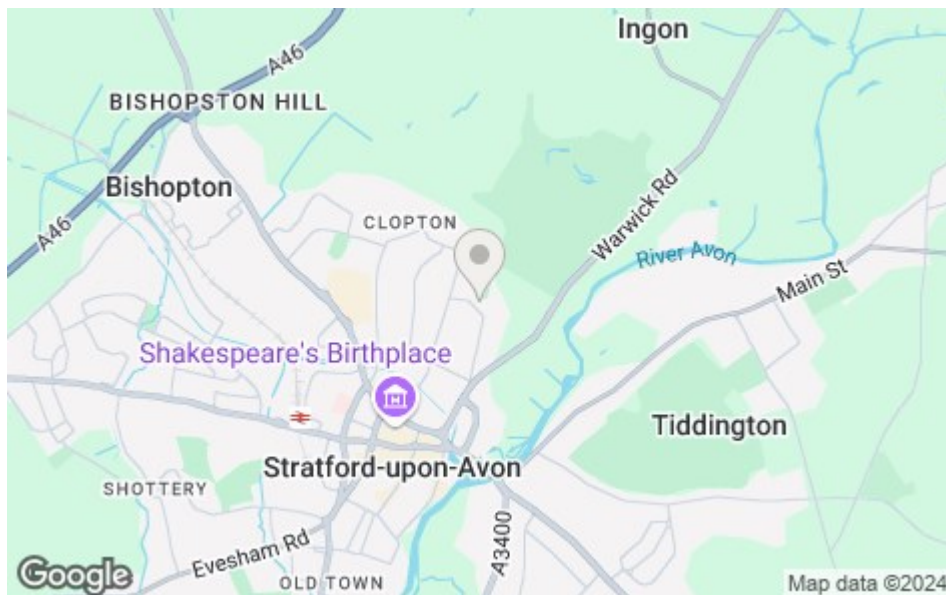 Ingon
A46
BISHOPSTON HILL
Bishopton
CLOPTON
Warwick Rd
A46
River Avon
Main St
Shakespeare's Birthplace
Tiddington
Stratford-upon-Avon
SHOTTERY
A3400
Evesham Rd
OLD TOWN
Google
Map data ©2024